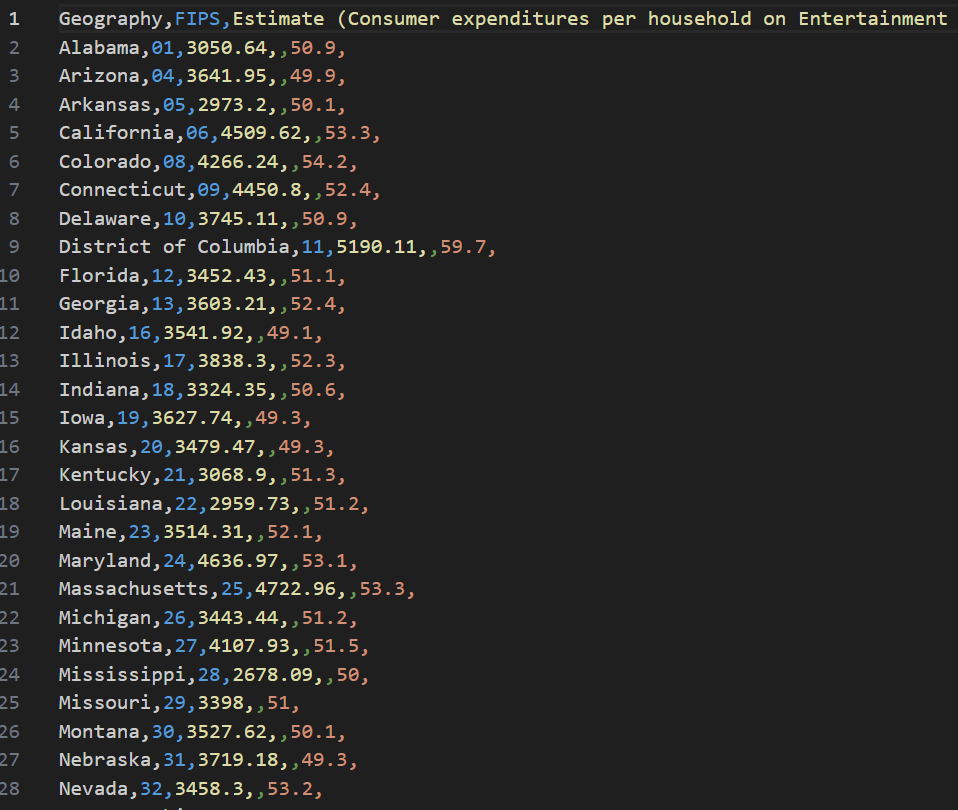 1 Geography,FIPS,Estimate (Consumer expenditures per household on Entertainment
2 Alabama,01,3050.64,,50.9,
3 Arizona,04,3641.95,,49.9,
4 Arkansas,05,2973.2,,50.1,
5 California,06,4509.62,,53.3,
6 Colorado,08,4266.24,,54.2,
7 Connecticut,09,4450.8,,52.4,
8 Delaware,10,3745.11,,50.9,
9 District of Columbia,11,5190.11,,59.7,
10 Florida,12,3452.43,,51.1,
11 Georgia,13,3603.21,,52.4,
12 Idaho,16,3541.92,,49.1,
13 Illinois,17,3838.3,,52.3,
14 Indiana,18,3324.35,,50.6,
15 Iowa,19,3627.74,,49.3,
16 Kansas,20,3479.47,,49.3,
17 Kentucky,21,3068.9,,51.3,
18 Louisiana,22,2959.73,,51.2,
19 Maine,23,3514.31,,52.1,
20 Maryland,24,4636.97,,53.1,
21 Massachusetts,25,4722.96,,53.3,
22 Michigan,26,3443.44,,51.2,
23 Minnesota,27,4107.93,,51.5,
24 Mississippi,28,2678.09,,50,
25 Missouri,29,3398,,51,
26 Montana,30,3527.62,,50.1,
27 Nebraska,31,3719.18,,49.3,
28 Nevada,32,3458.3,,53.2,